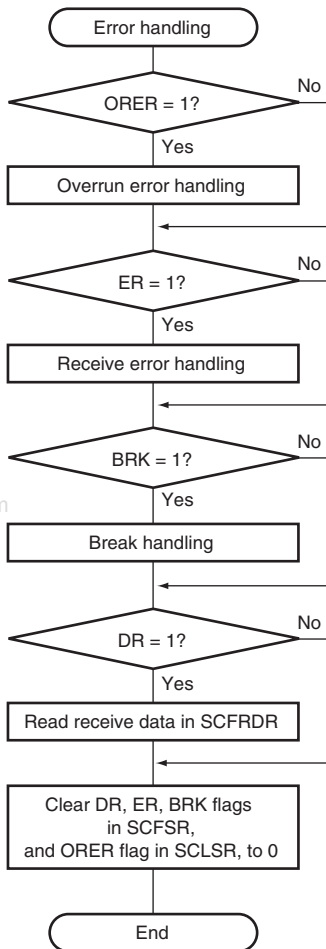 Error handling
No
ORER = 1?
Yes
Overrun error handling
No
ER = 1?
Yes
Receive error handling
No
BRK = 1?
Yes
m
Break handling
No
DR = 1?
Yes
Read receive data in SCFRDR
Clear DR, ER, BRK flags
in SCFSR,
and ORER flag in SCLSR, to 0
End